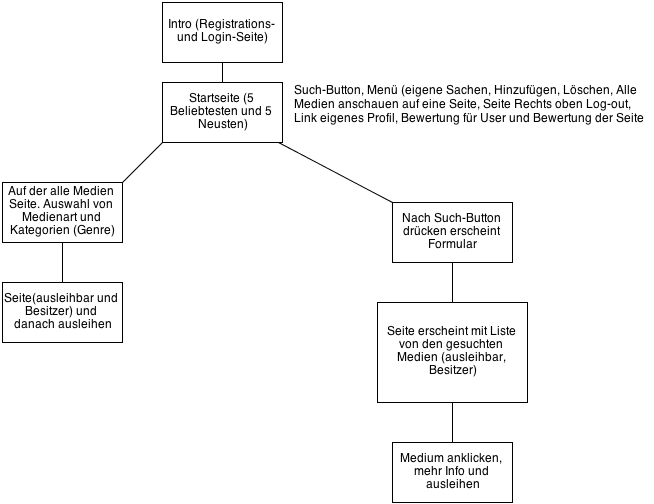 Intro (Registrations-
und Login-Seite)
Startseite (5
Beliebtesten und 5
Neusten)
Such-Button, Menü (eigene Sachen, Hinzufügen, Löschen, Alle
Medien anschauen auf eine Seite, Seite Rechts oben Log-out,
Link eigenes Profil, Bewertung für User und Bewertung der Seite
Auf der alle Medien
Seite. Auswahl von
Medienart und
Kategorien (Genre)
Seite(ausleihbar und
Besitzer) und
danach ausleihen
Nach Such-Button
drücken erscheint
Formular
Seite erscheint mit Liste
von den gesuchten
Medien (ausleihbar,
Besitzer)
Medium anklicken,
mehr Info und
ausleihen